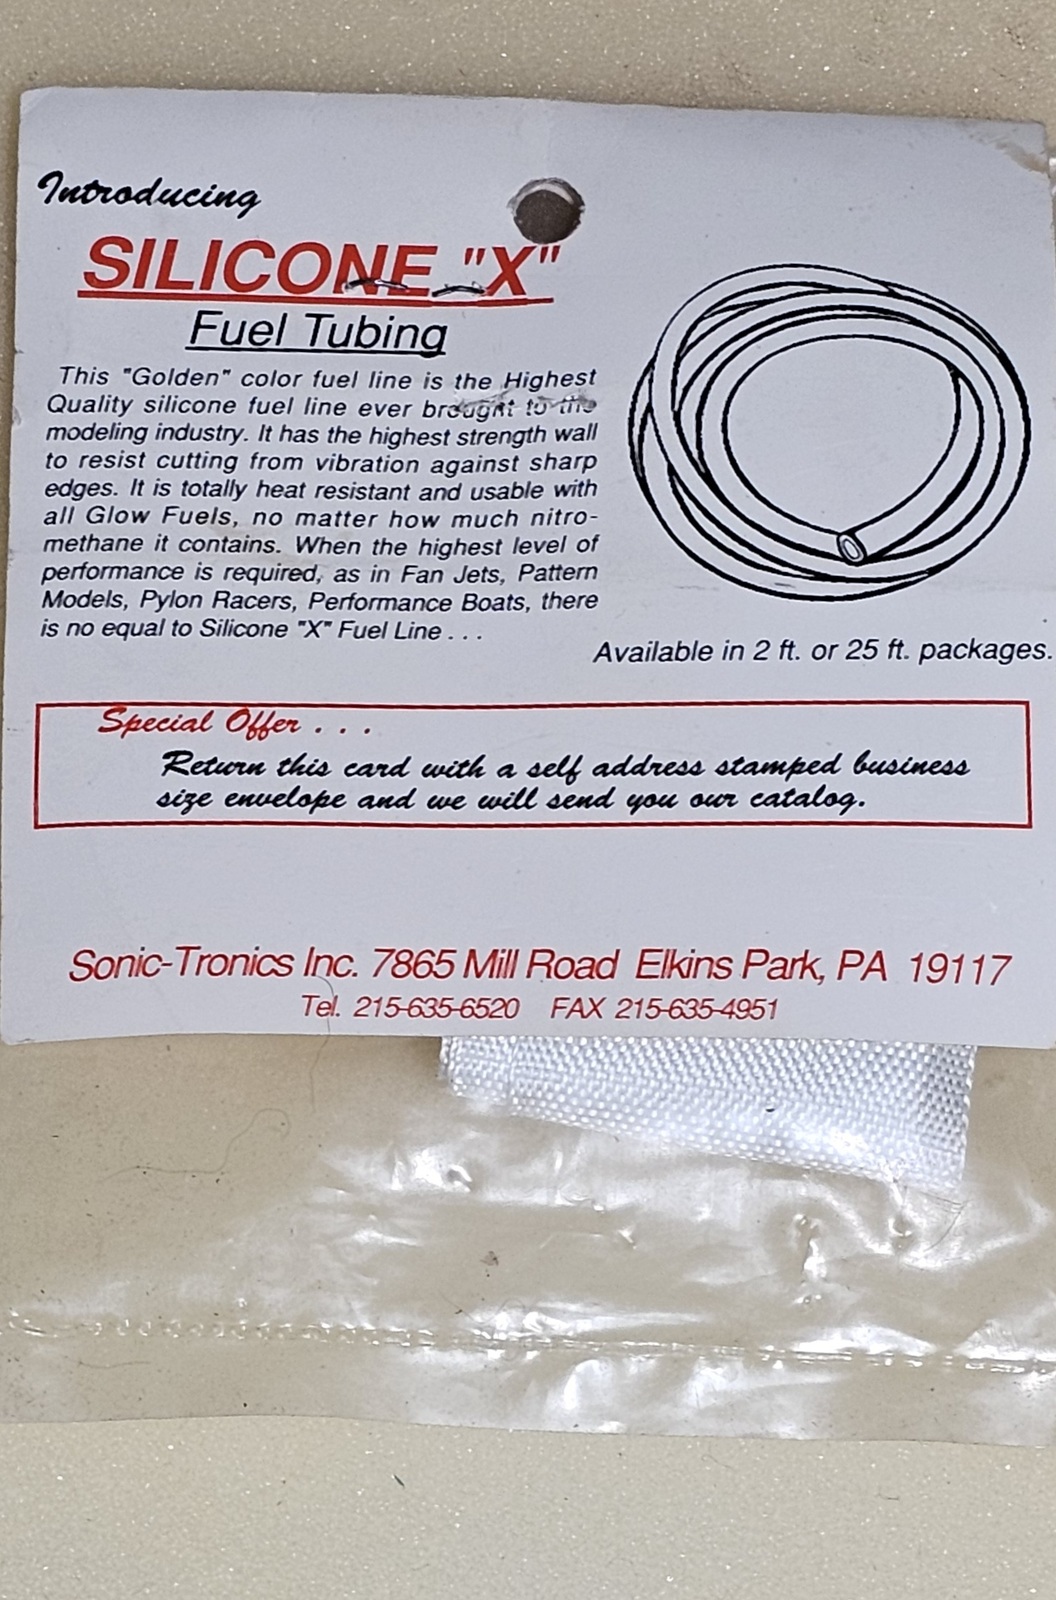 Introducing
SILICONE "X"
Fuel Tubing
This "Golden" color fuel line is the Highest
Quality silicone fuel line ever brought to the
modeling industry. It has the highest strength wall
to resist cutting from vibration against sharp
edges. It is totally heat resistant and usable with
all Glow Fuels, no matter how much nitro-
methane it contains. When the highest level of
performance is required, as in Fan Jets, Pattern
Models, Pylon Racers, Performance Boats, there
is no equal to Silicone "X" Fuel Line . . .
Available in 2 ft. or 25 ft. packages.
Special Offer . . .
Return this card with a self address stamped business
size envelope and we will send you our catalog.
Sonic-Tronics Inc. 7865 Mill Road Elkins Park, PA 19117
Tel. 215-635-6520 FAX 215-635-4951